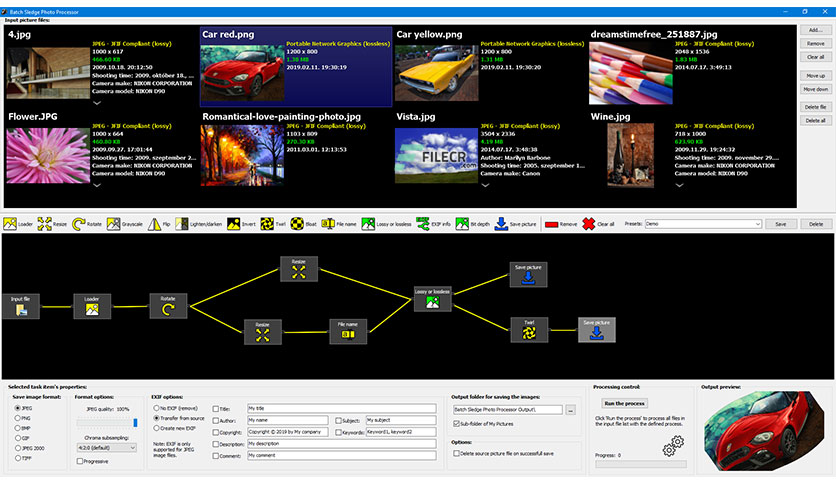 Batch Sledge Photo Processor
Input picture files:
4.jpg
JPEG - JFIF Compliant (lossy)
1000 x 617
466.60 KB
2009.10.18. 20:12:50
Shooting time: 2009. október 18., ...
Camera make: NIKON CORPORATION
Camera model: NIKON D90
Car red.png
Portable Network Graphics (lossless)
1200 x 800
1.38 MB
2019.02.11. 19:30:19
Car yellow.png
Portable Network Graphics (lossless)
1200 x 800
1.31 MB
2019.02.11. 19:30:20
dreamstimefree_251887.jpg
JPEG - JFIF Compliant (lossy)
2048 x 1536
1.83 MB
2014.07.17. 3:49:13
Flower.JPG
JPEG - JFIF Compliant (lossy)
1000 x 664
460.80 KB
2009.09.27. 17:01:44
Shooting time: 2009. szeptember 2...
Camera make: NIKON CORPORATION
Camera model: NIKON D90
Romantical-love-painting-photo.jpg
JPEG - JFIF Compliant (lossy)
1103 x 809
270.30 KB
2011.03.01. 12:13:53
Vista.jpg
FILECR
.com
JPEG - JFIF Compliant (lossy)
3504 x 2336
4.19 MB
2014.07.17. 3:48:38
Author: Marilyn Barbone
Shooting time: 2005. szeptember 1...
Camera make: Canon
Wine.jpg
JPEG - JFIF Compliant (lossy)
718 x 1000
623.90 KB
2009.11.29. 19:24:32
Shooting time: 2009. november 29....
Camera make: NIKON CORPORATION
Camera model: NIKON D90
Add...
Remove
Clear all
Move up
Move down
Delete file
Delete all
Loader Resize Rotate Grayscale Flip Lighten/darken Invert Twirl Bloat File name Lossy or lossless EXIF info Bit depth Save picture Remove Clear all Presets: Demo Save Delete
Resize
Save picture
Input file
Loader
Rotate
Lossy or lossless
Resize
File name
Twirl
Save picture
Selected task item's properties:
Save image format:
JPEG
PNG
BMP
GIF
JPEG 2000
TIFF
Format options:
JPEG quality: 100%
Chroma subsampling:
4:2:0 (default)
Progressive
EXIF options:
No EXIF (remove)
Transfer from source
Create new EXIF
Note: EXIF is only
supported for JPEG
image files.
Title: My title
Author: My name
Subject: My subject
Copyright: Copyright © 2019 by My company
Keywords: Keyword1, keyword2
Description: My description
Comment: My comment
Output folder for saving the images:
Batch Sledge Photo Processor Output\
...
Sub-folder of My Pictures
Options:
Delete source picture file on successful save
Processing control:
Run the process
Click 'Run the process' to process all files in
the input file list with the defined process.
Progress: 0
Output preview: